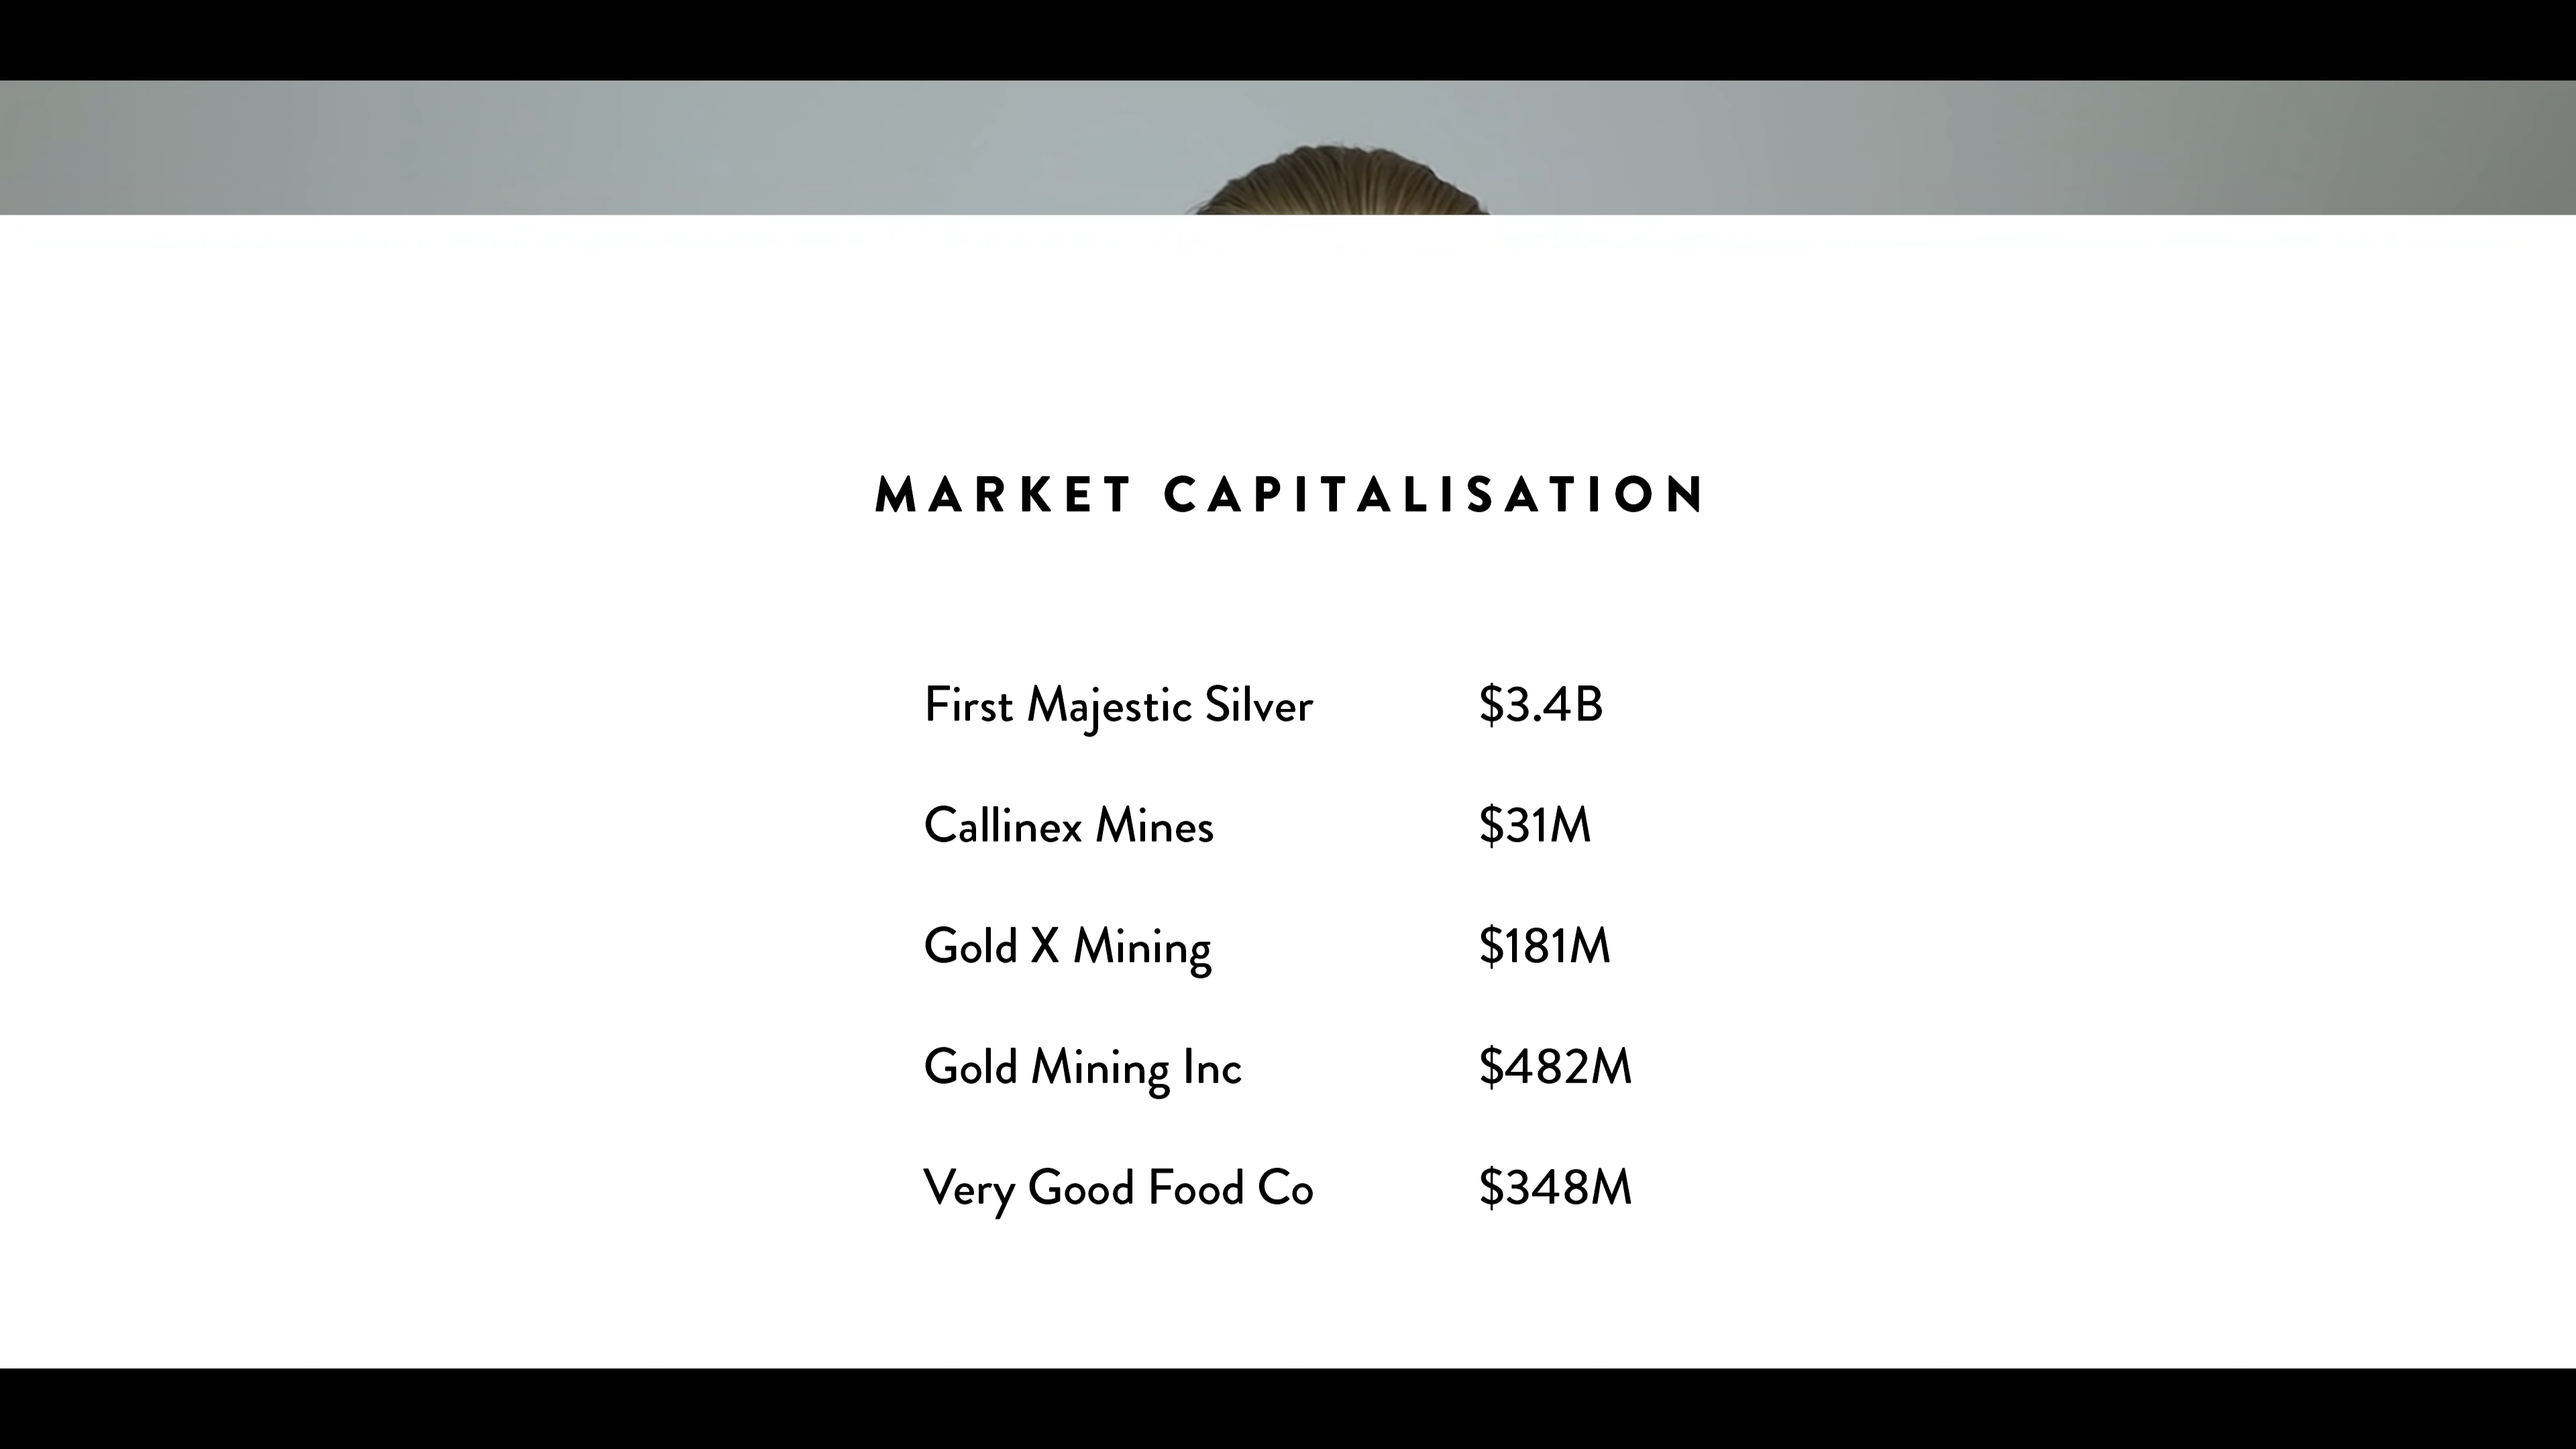 MARKET CAPITALISATION
First Majestic Silver $3.4B
Callinex Mines $31M
Gold X Mining $181M
Gold Mining Inc $482M
Very Good Food Co $348M